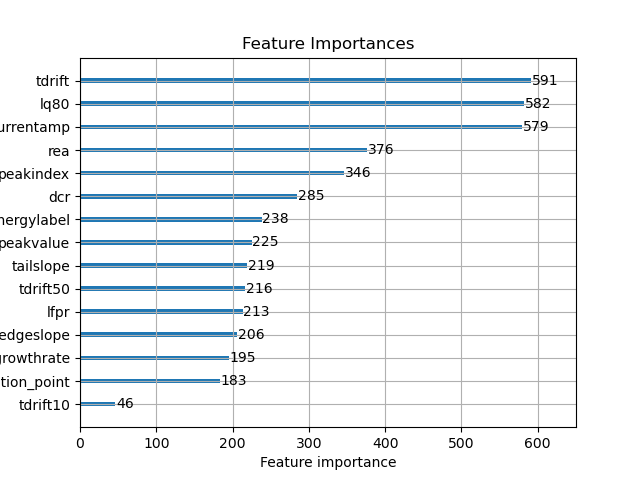 Feature Importances
tdrift 591
lq80 582
urrentamp 579
rea 376
peakindex 346
dcr 285
nergylabel 238
peakvalue 225
tailslope 219
tdrift50 216
lfpr 213
edgeslope 206
growthrate 195
tion_point 183
tdrift10 46
0 100 200 300 400 500 600
Feature importance